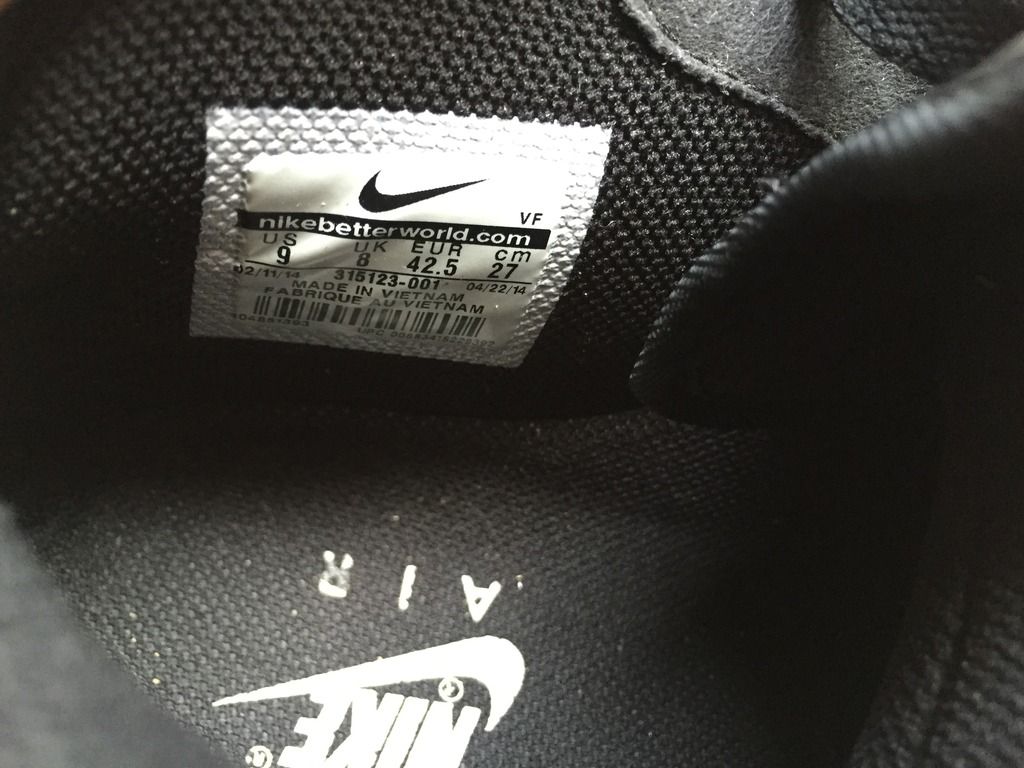 VF
nikebetterworld.com
US UK EUR cm
9 8 42.5 27
02/11/14 315123-001 04/22/14
MADE IN VIETNAM
FABRIQUE AU VIETNAM
UPC
AIR
NIKE